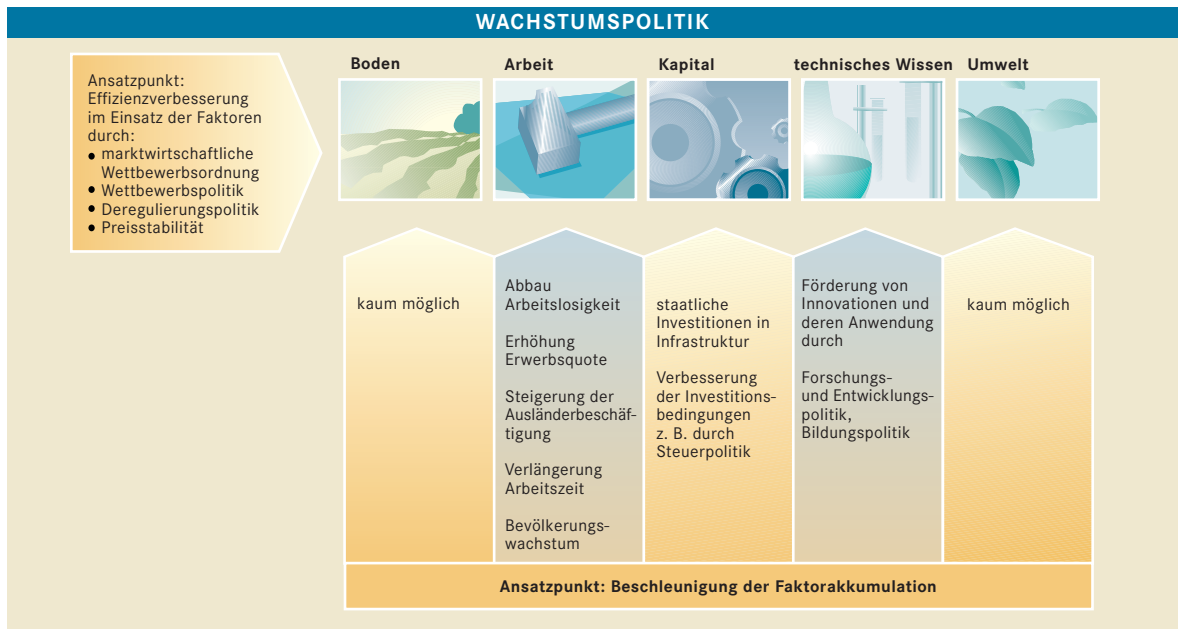 WACHSTUMSPOLITIK
Ansatzpunkt:
Effizienzverbesserung
im Einsatz der Faktoren
durch:
• marktwirtschaftliche
Wettbewerbsordnung
• Wettbewerbspolitik
• Deregulierungspolitik
• Preisstabilität
Boden
Arbeit
Kapital
technisches Wissen
Umwelt
kaum möglich
Abbau
Arbeitslosigkeit
Erhöhung
Erwerbsquote
Steigerung der
Ausländerbeschäf-
tigung
Verlängerung
Arbeitszeit
Bevölkerungs-
wachstum
staatliche
Investitionen in
Infrastruktur
Verbesserung
der Investitions-
bedingungen
z. B. durch
Steuerpolitik
Förderung von
Innovationen und
deren Anwendung
durch
Forschungs-
und Entwicklungs-
politik,
Bildungspolitik
kaum möglich
Ansatzpunkt: Beschleunigung der Faktorakkumulation